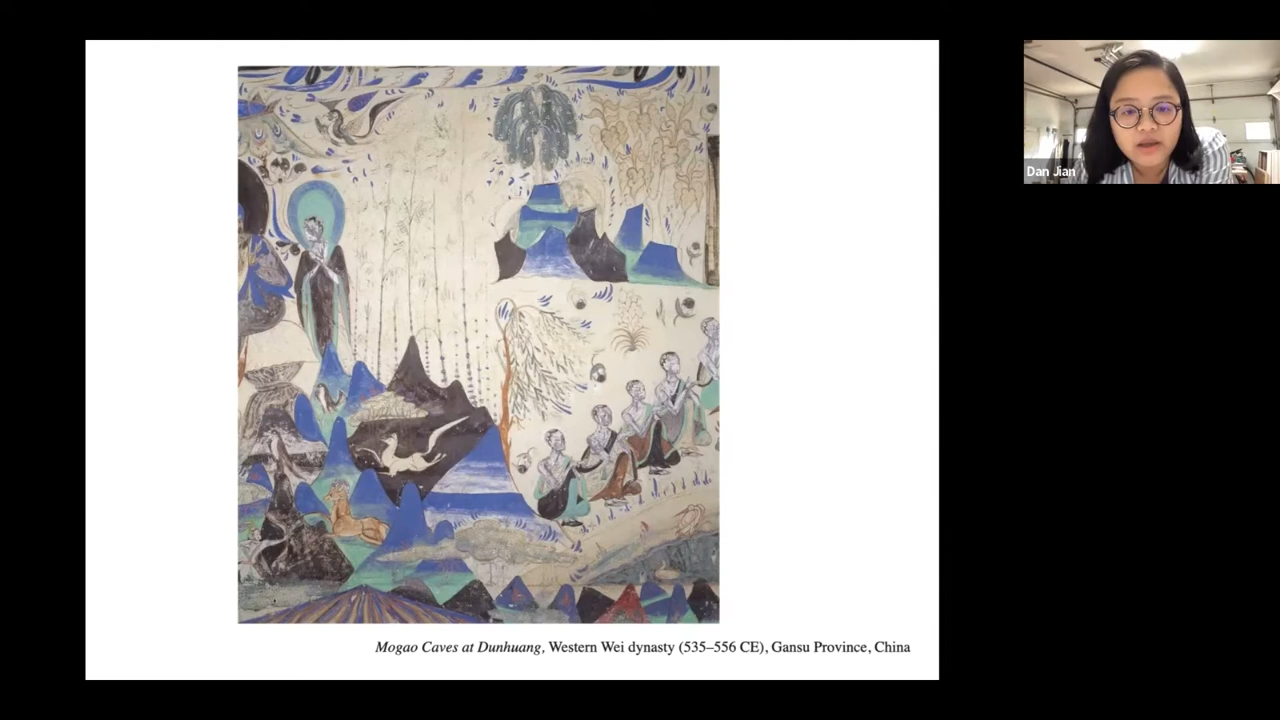 Dan Jian
Mogao Caves at Dunhuang, Western Wei dynasty (535–556 CE), Gansu Province, China